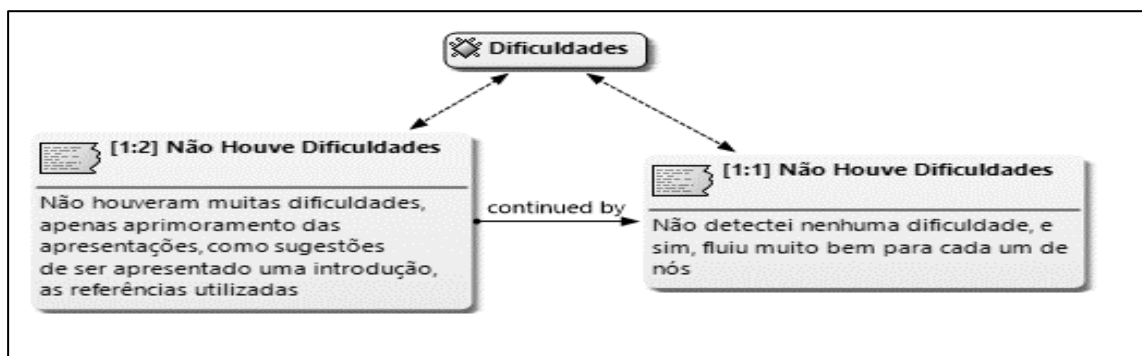 Dificuldades
[1:2] Não Houve Dificuldades
Não houveram muitas dificuldades,
apenas aprimoramento das
apresentações, como sugestões
de ser apresentado uma introdução,
as referências utilizadas
continued by
[1:1] Não Houve Dificuldades
Não detectei nenhuma dificuldade, e
sim, fluiu muito bem para cada um de
nós